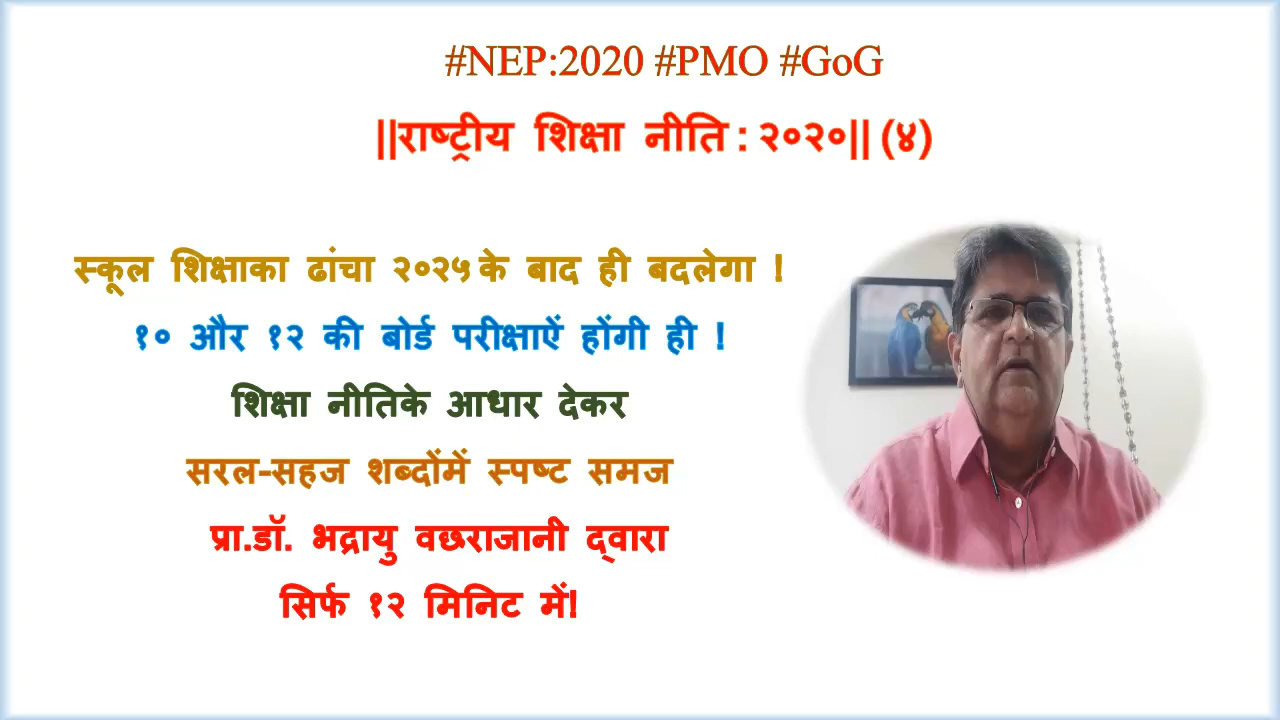 #NEP:2020 #PMO #GoG
||राष्ट्रीय शिक्षा नीति : २०२०|| (४)
स्कूल शिक्षाका ढांचा २०२५ के बाद ही बदलेगा !
१० और १२ की बोर्ड परीक्षाऐं होंगी ही !
शिक्षा नीतिके आधार देकर
सरल-सहज शब्दोंमें स्पष्ट समज
प्रा.डॉ. भद्रायु वछराजानी द्वारा
सिर्फ १२ मिनिट में!